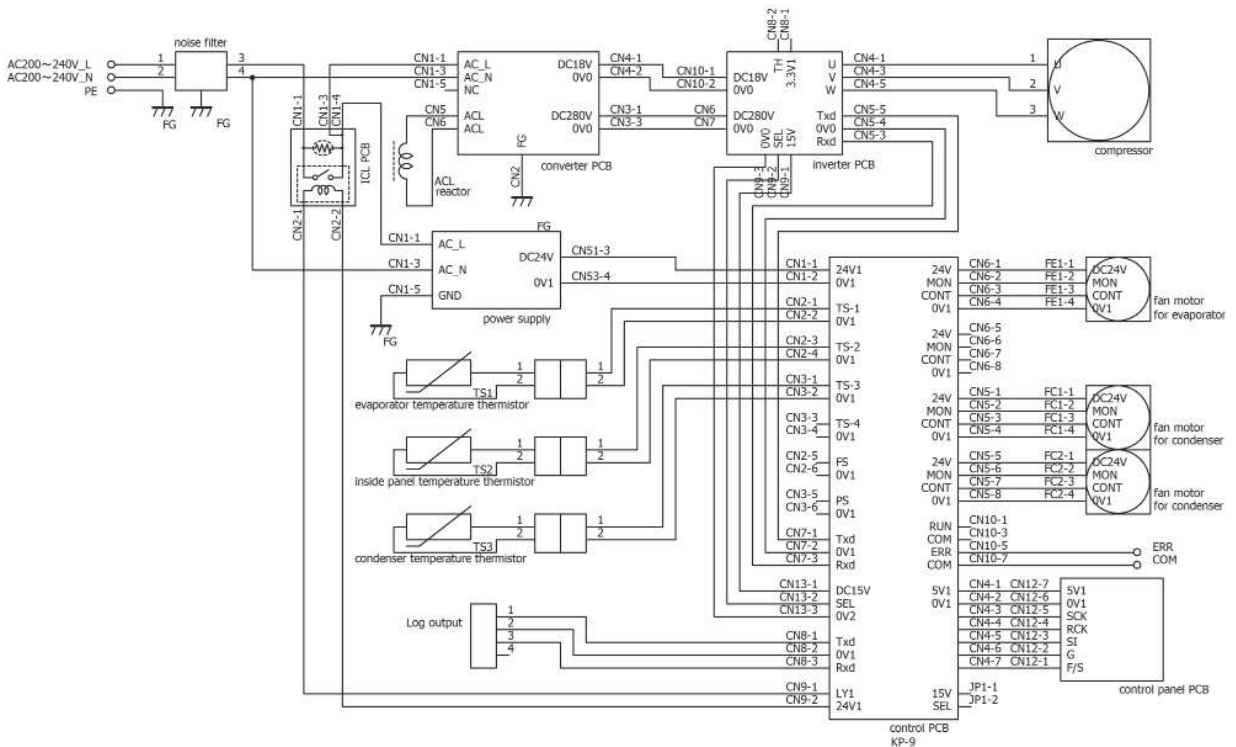 noise filter
AC200~240V_L
AC200~240V_N
PE
1
2
3
4
FG
FG
CN1-1
CN1-3
CN1-4
ICL PCB
CN2-1
CN2-2
CN1-1
CN1-3
CN1-5
CN5
CN6
AC_L
AC_N
NC
ACL
ACL
DC18V
0V0
DC280V
0V0
FG
CN2
converter PCB
ACL
reactor
CN4-1
CN4-2
CN3-1
CN3-3
CN10-1
CN10-2
CN6
CN7
CN8-2
CN8-1
TH
3.3V1
DC18V
0V0
DC280V
0V0
U
V
W
Txd
0V0
Rxd
0V0
SEL
15V
CN9-3
CN9-2
CN9-1
inverter PCB
CN4-1
CN4-3
CN4-5
CN5-5
CN5-4
CN5-3
1
2
3
U
V
W
compressor
CN1-1
CN1-3
CN1-5
FG
AC_L
AC_N
GND
FG
DC24V
0V1
power supply
CN51-3
CN53-4
TS1
1
2
1
2
evaporator temperature thermistor
TS2
1
2
1
2
inside panel temperature thermistor
TS3
1
2
1
2
condenser temperature thermistor
Log output
1
2
3
4
CN1-1 24V1
CN1-2 0V1
CN2-1 TS-1
CN2-2 0V1
CN2-3 TS-2
CN2-4 0V1
CN3-1 TS-3
CN3-2 0V1
CN3-3 TS-4
CN3-4 0V1
CN2-5 FS
CN2-6 0V1
CN3-5 PS
CN3-6 0V1
CN7-1 Txd
CN7-2 0V1
CN7-3 Rxd
CN13-1 DC15V
CN13-2 SEL
CN13-3 0V2
CN8-1 Txd
CN8-2 0V1
CN8-3 Rxd
CN9-1 LY1
CN9-2 24V1
24V CN6-1 FE1-1 DC24V
MON CN6-2 FE1-2 MON
CONT CN6-3 FE1-3 CONT
0V1 CN6-4 FE1-4 0V1
fan motor
for evaporator
24V CN6-5
MON CN6-6
CONT CN6-7
0V1 CN6-8
24V CN5-1 FC1-1 DC24V
MON CN5-2 FC1-2 MON
CONT CN5-3 FC1-3 CONT
0V1 CN5-4 FC1-4 0V1
fan motor
for condenser
24V CN5-5 FC2-1 DC24V
MON CN5-6 FC2-2 MON
CONT CN5-7 FC2-3 CONT
0V1 CN5-8 FC2-4 0V1
fan motor
for condenser
RUN CN10-1
COM CN10-3
ERR CN10-5 ERR
COM CN10-7 COM
5V1 CN4-1 CN12-7 5V1
0V1 CN4-2 CN12-6 0V1
CN4-3 CN12-5 SCK
CN4-4 CN12-4 RCK
CN4-5 CN12-3 SI
CN4-6 CN12-2 G
CN4-7 CN12-1 F/S
control panel PCB
15V JP1-1
SEL JP1-2
control PCB
KP-9